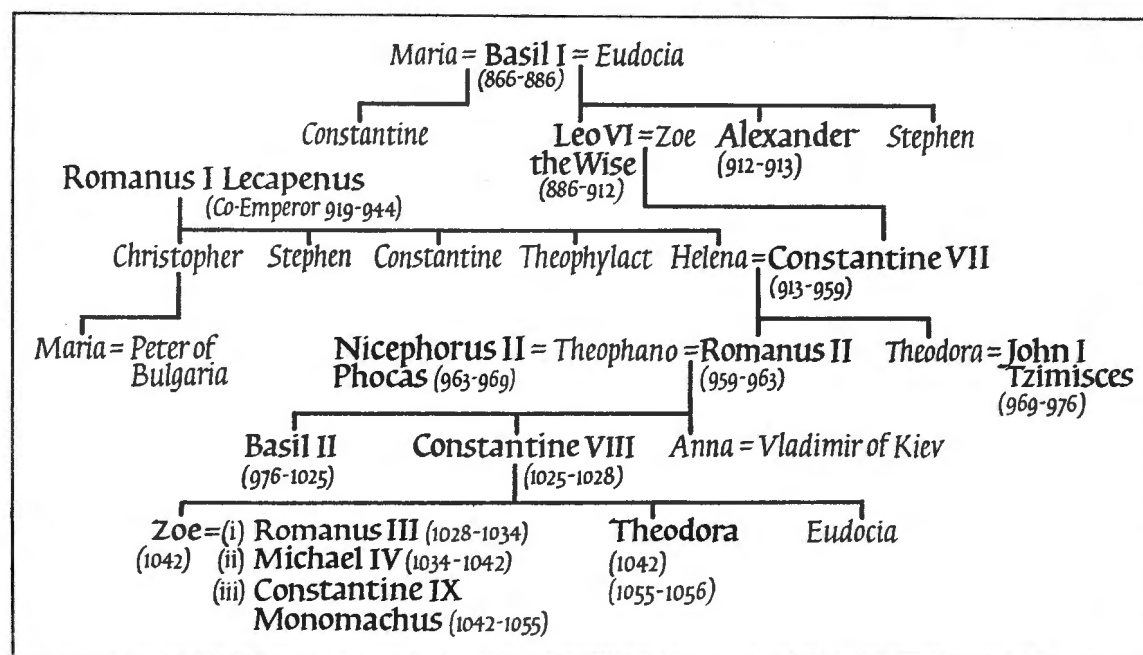 Maria = Basil I = Eudocia
(866-886)
Constantine
Leo VI = Zoe
the Wise
(886-912)
Alexander
(912-913)
Stephen
Romanus I Lecapenus
(Co-Emperor 919-944)
Christopher Stephen Constantine Theophylact Helena = Constantine VII
(913-959)
Maria = Peter of
Bulgaria
Nicephorus II = Theophano = Romanus II
Phocas (963-969)
(959-963)
Theodora = John I
Tzimisces
(969-976)
Basil II
(976-1025)
Constantine VIII
(1025-1028)
Anna = Vladimir of Kiev
Zoe = (i) Romanus III (1028-1034)
(1042) (ii) Michael IV (1034-1042)
(iii) Constantine IX
Monomachus (1042-1055)
Theodora
(1042)
(1055-1056)
Eudocia